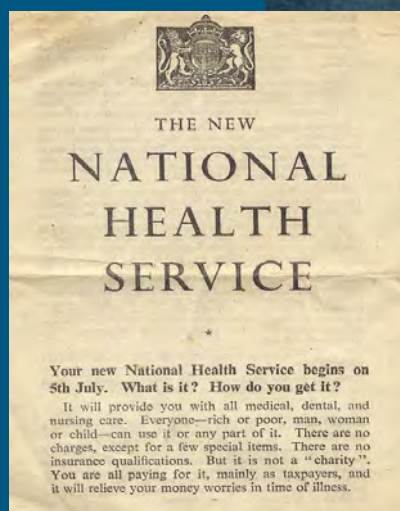 THE NEW
NATIONAL
HEALTH
SERVICE
*
Your new National Health Service begins on
5th July. What is it? How do you get it?
It will provide you with all medical, dental, and
nursing care. Everyone—rich or poor, man, woman
or child—can use it or any part of it. There are no
charges, except for a few special items. There are no
insurance qualifications. But it is not a “charity”.
You are all paying for it, mainly as taxpayers, and
it will relieve your money worries in time of illness.